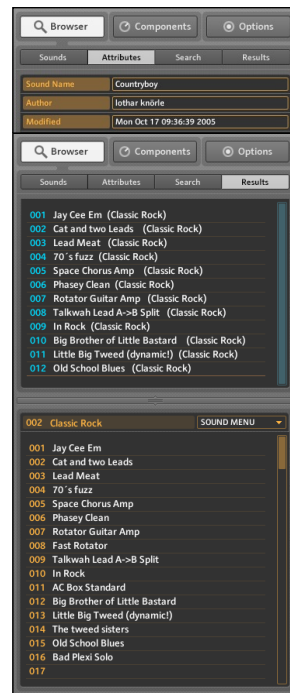 Browser Components Options
Sounds Attributes Search Results
Sound Name Countryboy
Author lothar knörle
Modified Mon Oct 17 09:36:39 2005
Browser Components Options
Sounds Attributes Search Results
001 Jay Cee Em (Classic Rock)
002 Cat and two Leads (Classic Rock)
003 Lead Meat (Classic Rock)
004 70´s fuzz (Classic Rock)
005 Space Chorus Amp (Classic Rock)
006 Phasey Clean (Classic Rock)
007 Rotator Guitar Amp (Classic Rock)
008 Talkwah Lead A->B Split (Classic Rock)
009 In Rock (Classic Rock)
010 Big Brother of Little Bastard (Classic Rock)
011 Little Big Tweed (dynamic!) (Classic Rock)
012 Old School Blues (Classic Rock)
002 Classic Rock SOUND MENU
001 Jay Cee Em
002 Cat and two Leads
003 Lead Meat
004 70´s fuzz
005 Space Chorus Amp
006 Phasey Clean
007 Rotator Guitar Amp
008 Fast Rotator
009 Talkwah Lead A->B Split
010 In Rock
011 AC Box Standard
012 Big Brother of Little Bastard
013 Little Big Tweed (dynamic!)
014 The tweed sisters
015 Old School Blues
016 Bad Plexi Solo
017